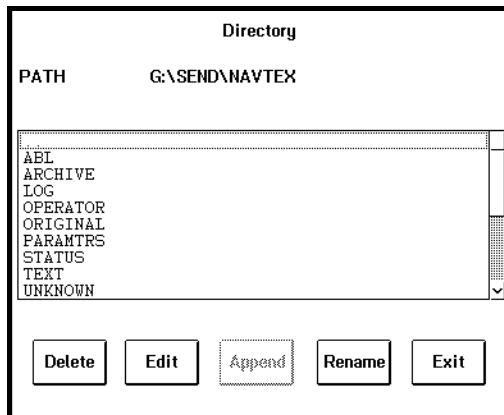 Directory
PATH G:\SEND\NAVTEX
..
ABL
ARCHIVE
LOG
OPERATOR
ORIGINAL
PARAMTRS
STATUS
TEXT
UNKNOWN
Delete Edit Append Rename Exit